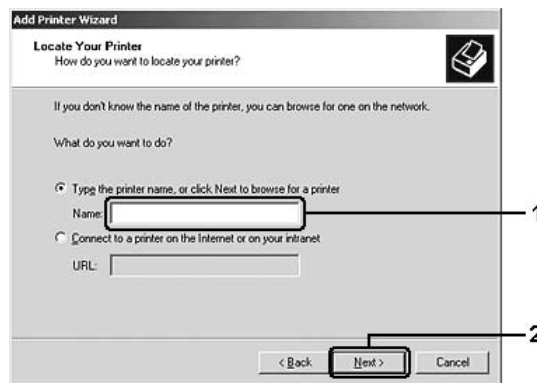 Add Printer Wizard
Locate Your Printer
How do you want to locate your printer?
If you don't know the name of the printer, you can browse for one on the network.
What do you want to do?
Type the printer name, or click Next to browse for a printer
Name:
1
Connect to a printer on the Internet or on your intranet
URL:
2
< Back
Next >
Cancel